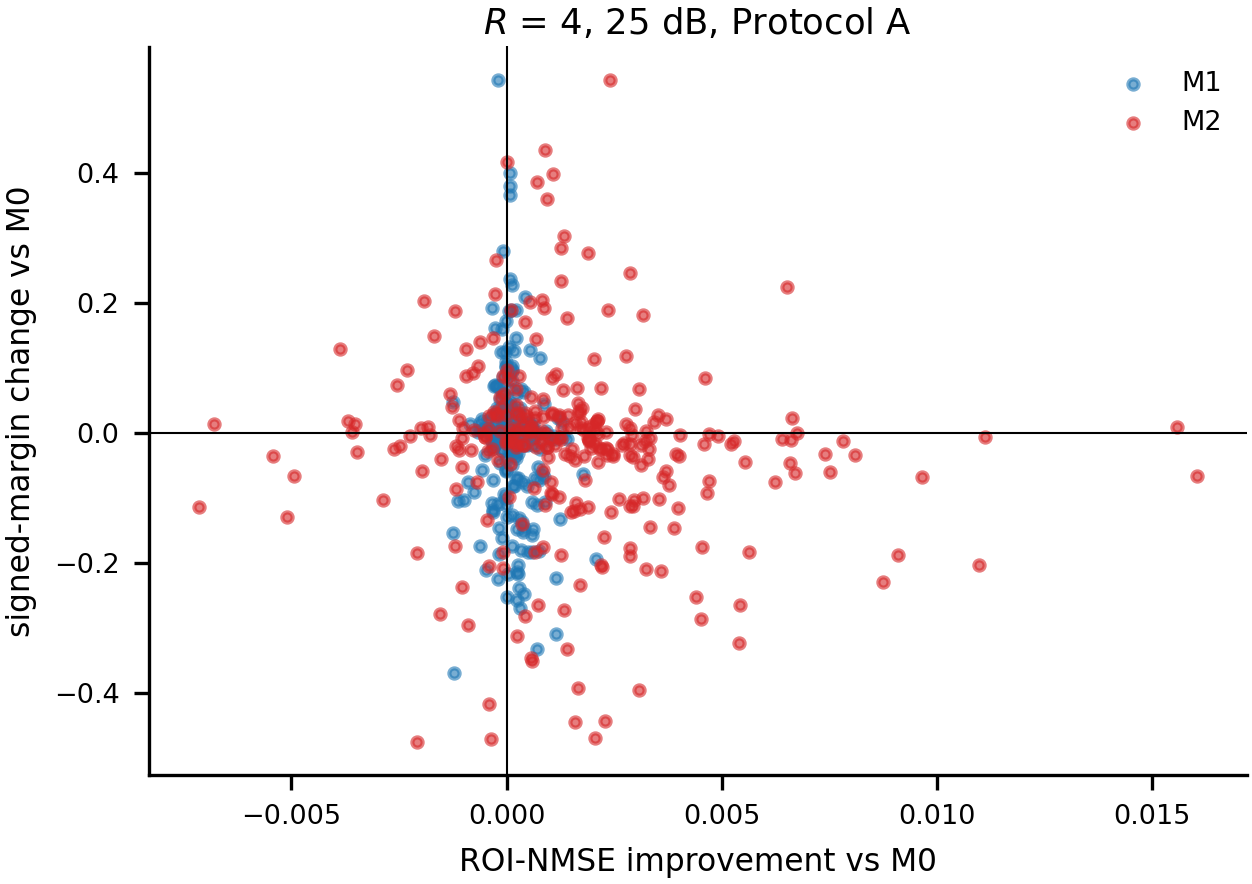 R = 4, 25 dB, Protocol A
M1
M2
signed-margin change vs M0
0.4
0.2
0.0
−0.2
−0.4
−0.005
0.000
0.005
0.010
0.015
ROI-NMSE improvement vs M0